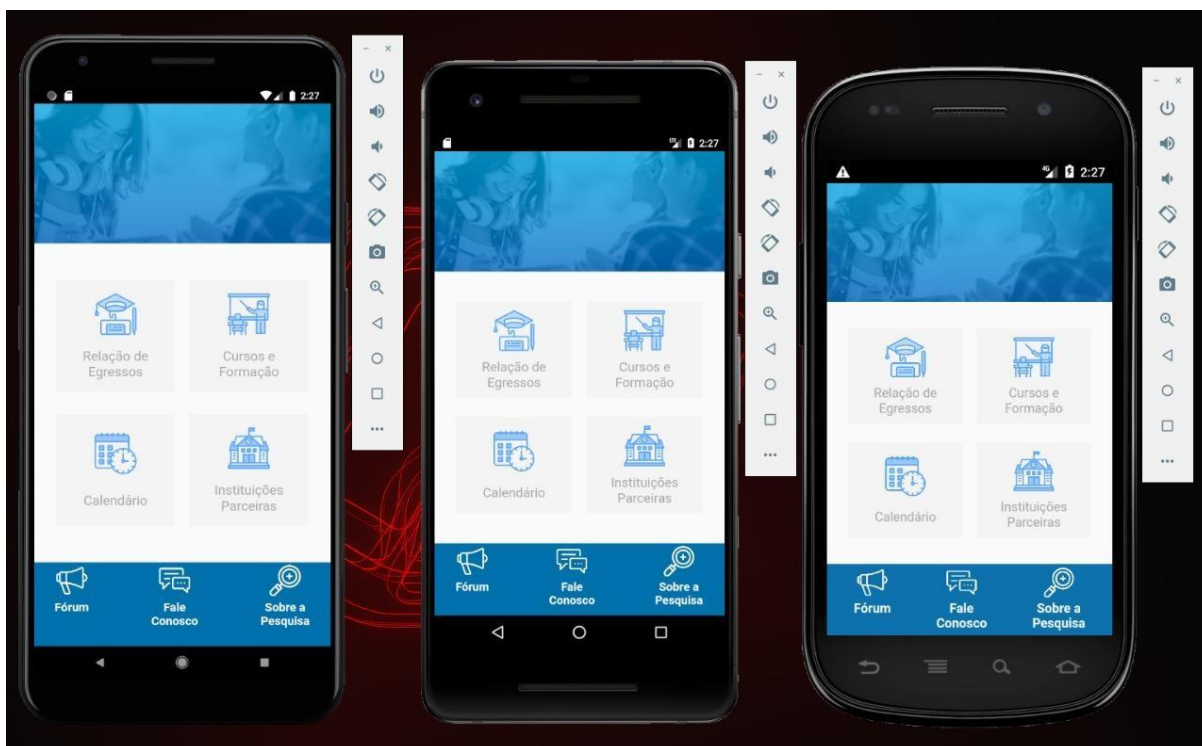 2:27
Relação de
Egressos
Cursos e
Formação
Calendário
Instituições
Parceiras
Fórum
Fale
Conosco
Sobre a
Pesquisa
2:27
Relação de
Egressos
Cursos e
Formação
Calendário
Instituições
Parceiras
Fórum
Fale
Conosco
Sobre a
Pesquisa
4G
2:27
Relação de
Egressos
Cursos e
Formação
Calendário
Instituições
Parceiras
Fórum
Fale
Conosco
Sobre a
Pesquisa